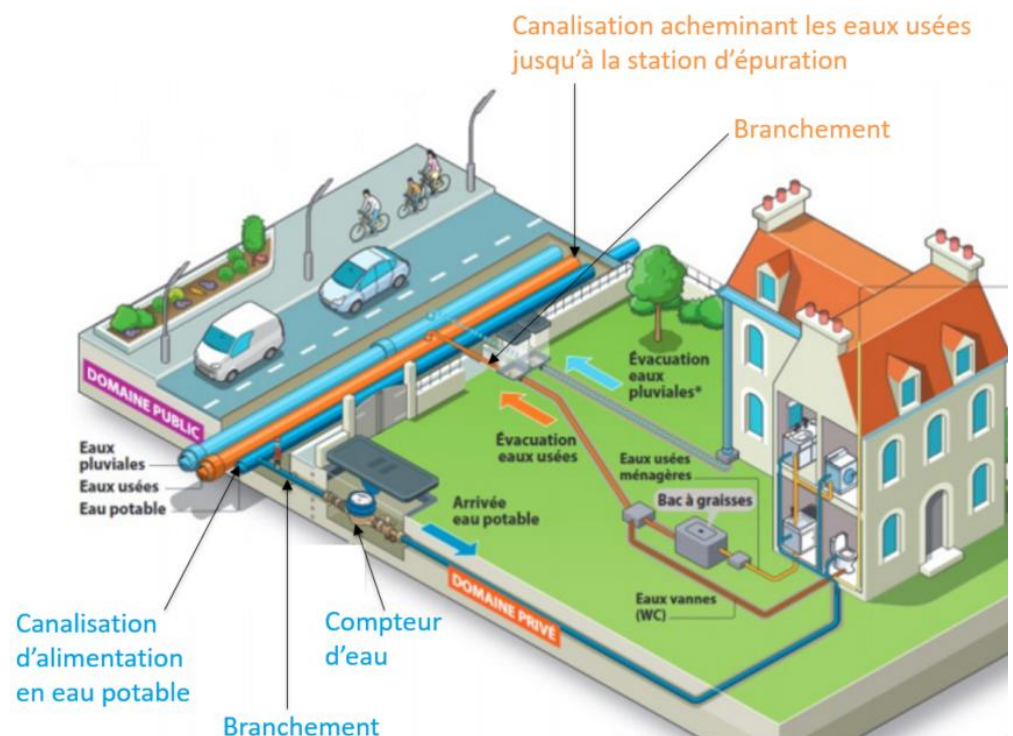 Canalisation acheminant les eaux usées
jusqu'à la station d'épuration
Branchement
DOMAINE PUBLIC
Évacuation
eaux
pluviales*
Évacuation
eaux usées
Eaux
pluviales
Eaux usées
Eau potable
Eaux usées
ménagères
Bac à graisses
Arrivée
eau potable
DOMAINE PRIVÉ
Eaux vannes
(WC)
Canalisation
d'alimentation
en eau potable
Compteur
d'eau
Branchement